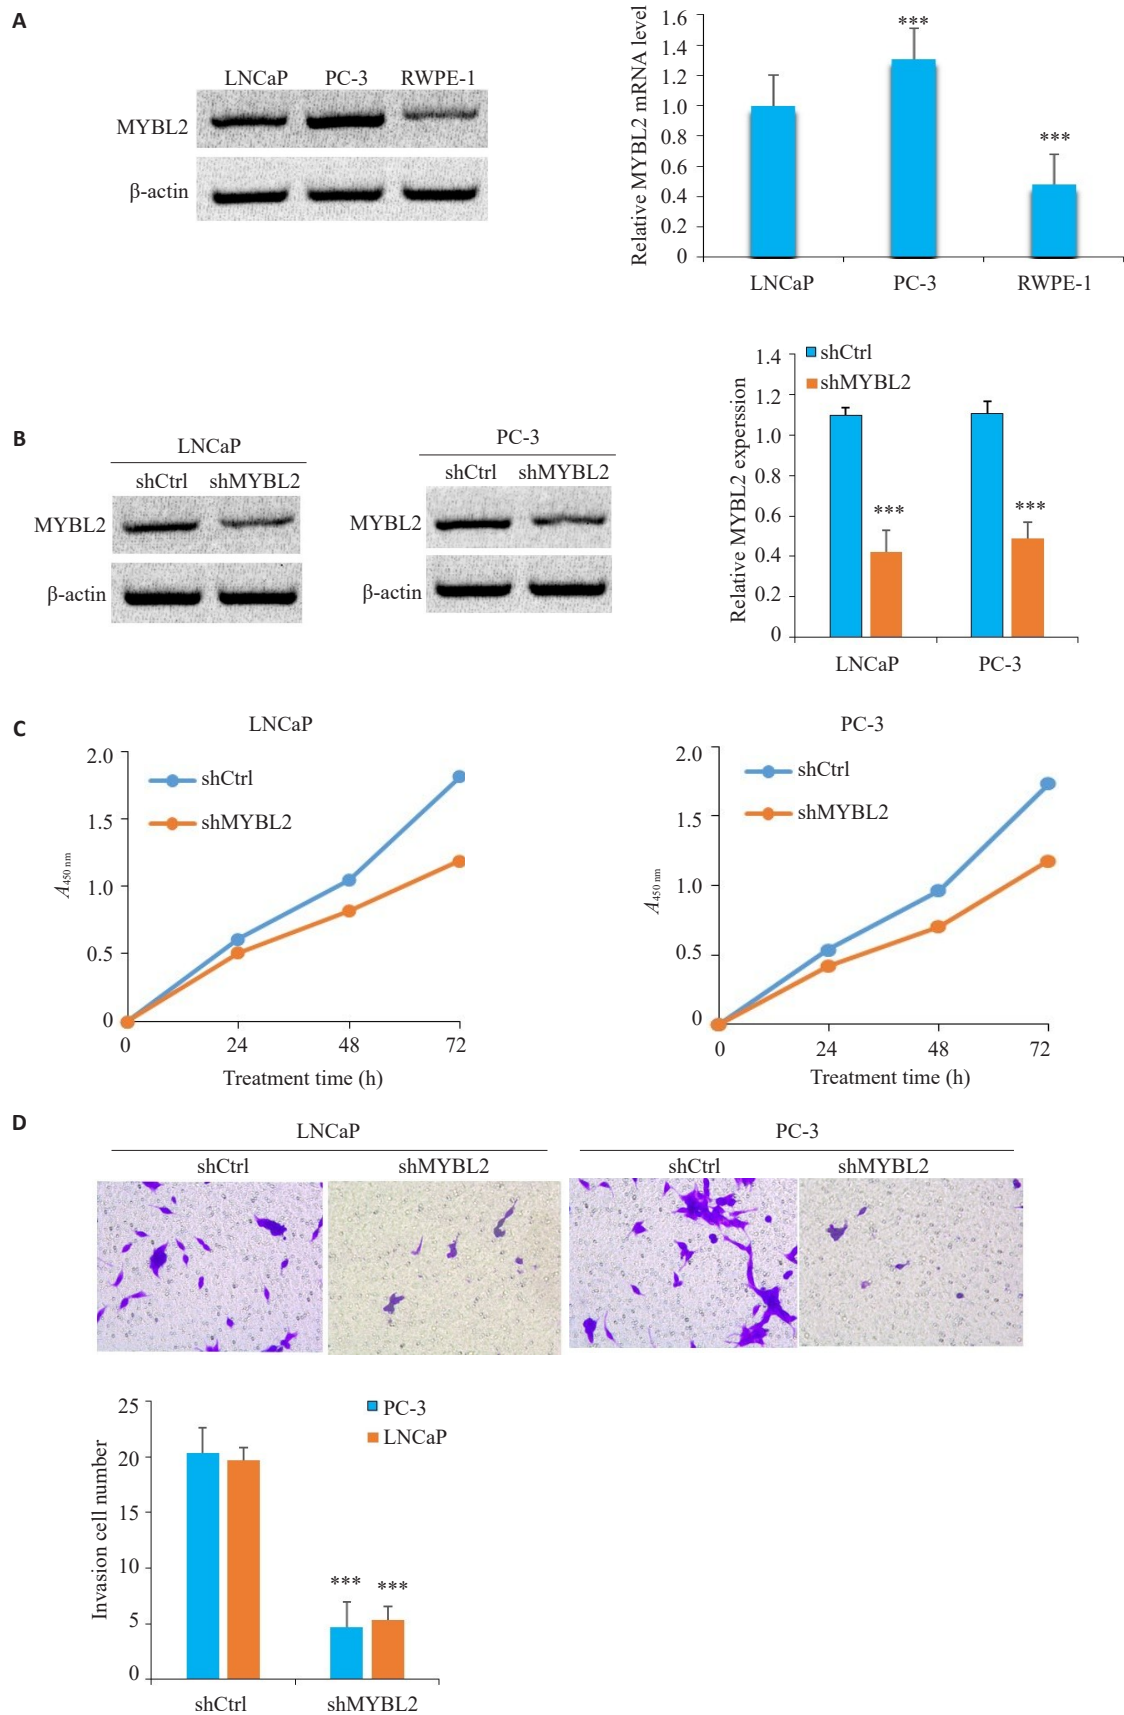 A
LNCaP PC-3 RWPE-1
MYBL2
β-actin
Relative MYBL2 mRNA level
1.6
1.4
1.2
1.0
0.8
0.6
0.4
0.2
0
***
***
LNCaP PC-3 RWPE-1
B
LNCaP
shCtrl shMYBL2
MYBL2
β-actin
PC-3
shCtrl shMYBL2
MYBL2
β-actin
Relative MYBL2 experssion
1.4
1.2
1.0
0.8
0.6
0.4
0.2
0
shCtrl
shMYBL2
***
***
LNCaP PC-3
C
LNCaP
A450 nm
2.0
1.5
1.0
0.5
0
shCtrl
shMYBL2
0 24 48 72
Treatment time (h)
PC-3
A450 nm
2.0
1.5
1.0
0.5
0
shCtrl
shMYBL2
0 24 48 72
Treatment time (h)
D
LNCaP
shCtrl shMYBL2
PC-3
shCtrl shMYBL2
Invasion cell number
25
20
15
10
5
0
PC-3
LNCaP
*** ***
shCtrl shMYBL2